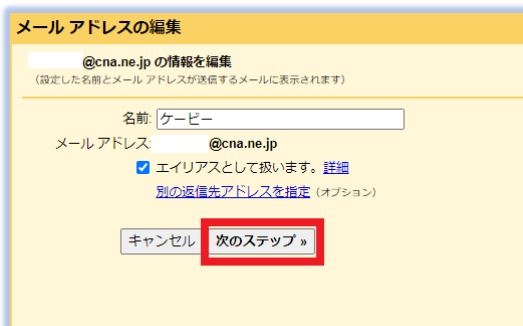 メール アドレスの編集
@cna.ne.jp の情報を編集
（設定した名前とメール アドレスが送信するメールに表示されます）
名前: ケービー
メール アドレス: @cna.ne.jp
エイリアスとして扱います。 詳細
別の返信先アドレスを指定 （オプション）
キャンセル 次のステップ »